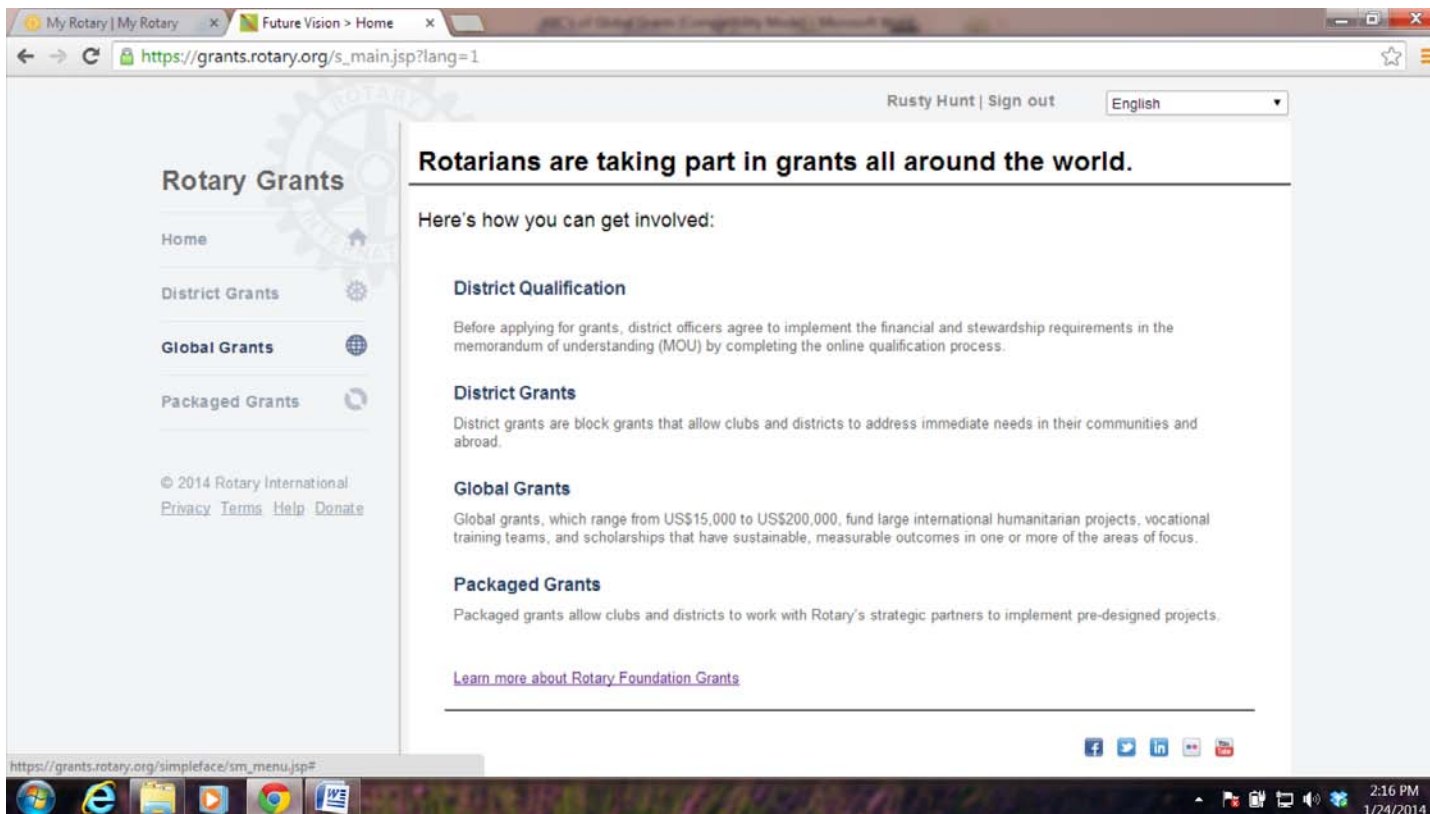 My Rotary | My Rotary
Future Vision > Home
https://grants.rotary.org/s_main.jsp?lang=1
Rusty Hunt | Sign out
English
Rotary Grants
Home
District Grants
Global Grants
Packaged Grants
© 2014 Rotary International
Privacy Terms Help Donate
Rotarians are taking part in grants all around the world.
Here's how you can get involved:
District Qualification
Before applying for grants, district officers agree to implement the financial and stewardship requirements in the
memorandum of understanding (MOU) by completing the online qualification process.
District Grants
District grants are block grants that allow clubs and districts to address immediate needs in their communities and
abroad.
Global Grants
Global grants, which range from US$15,000 to US$200,000, fund large international humanitarian projects, vocational
training teams, and scholarships that have sustainable, measurable outcomes in one or more of the areas of focus.
Packaged Grants
Packaged grants allow clubs and districts to work with Rotary's strategic partners to implement pre-designed projects.
Learn more about Rotary Foundation Grants
https://grants.rotary.org/simpleface/sm_menu.jsp#
2:16 PM
1/24/2014